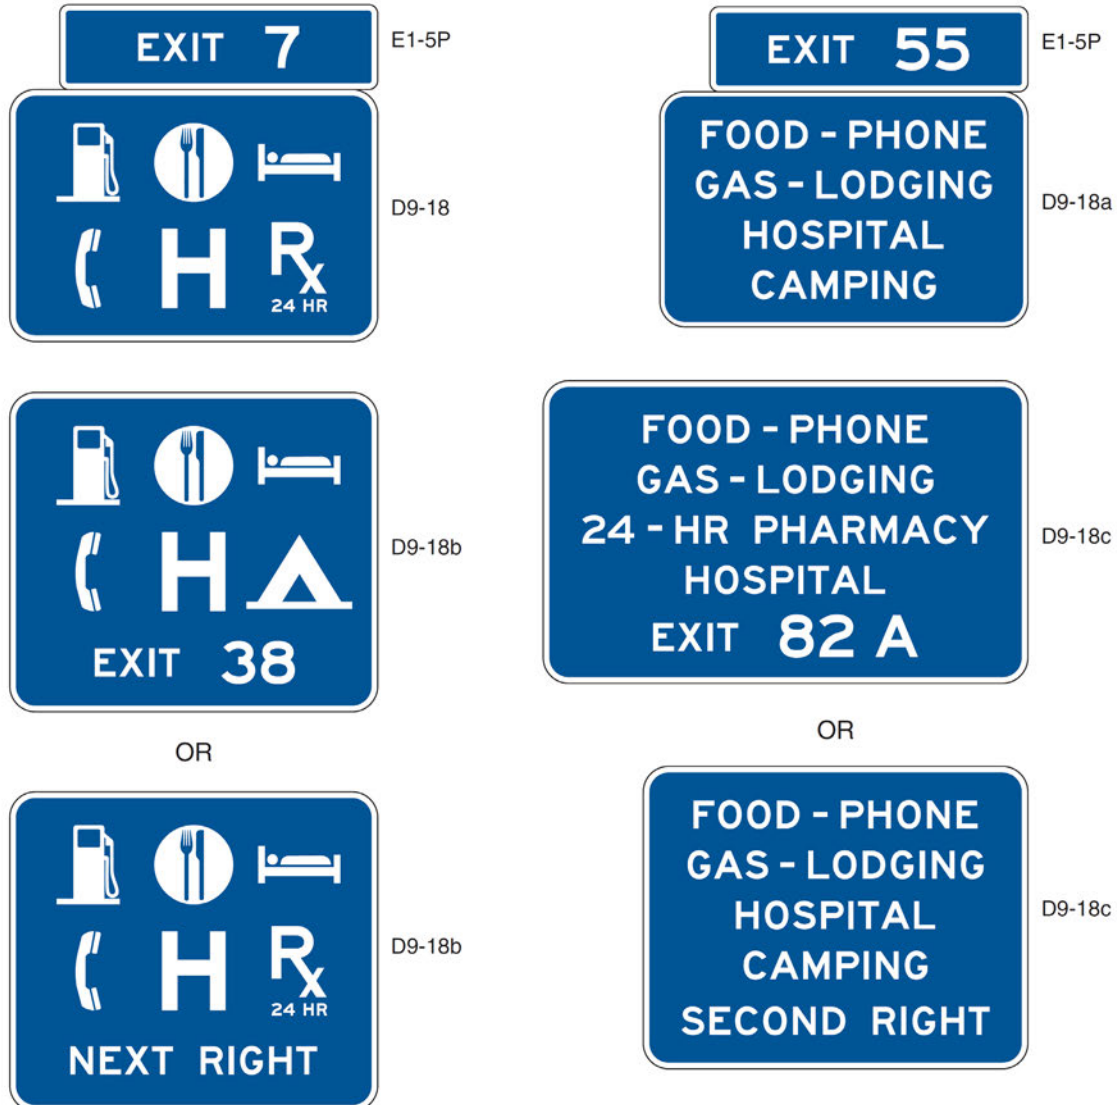 EXIT 7
E1-5P
D9-18
H
Rx
24 HR
D9-18b
H
EXIT 38
OR
H
Rx
24 HR
D9-18b
NEXT RIGHT
EXIT 55
E1-5P
FOOD - PHONE
GAS - LODGING
HOSPITAL
CAMPING
D9-18a
FOOD - PHONE
GAS - LODGING
24 - HR PHARMACY
HOSPITAL
EXIT 82 A
D9-18c
OR
FOOD - PHONE
GAS - LODGING
HOSPITAL
CAMPING
SECOND RIGHT
D9-18c